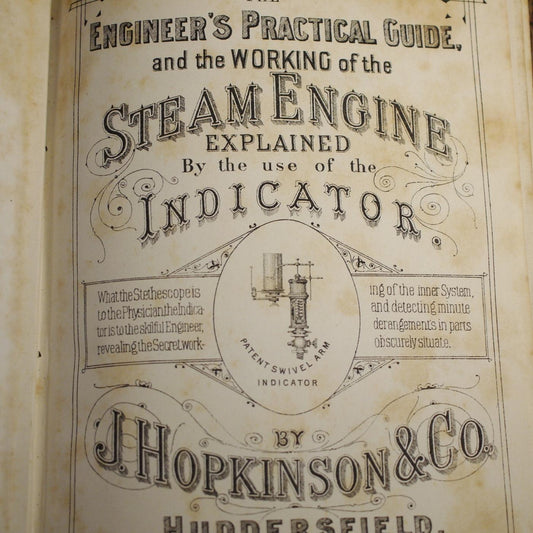 THE
ENGINEER'S PRACTICAL GUIDE,
and the WORKING of the
STEAM ENGINE
EXPLAINED
By the use of the
INDICATOR.
What the Stethescope is
to the Physician, the Indica-
tor is to the skilful Engineer,
revealing the Secret work-
ing of the inner System,
and detecting minute
derangements in parts
obscurely situate.
PATENT SWIVEL ARM
INDICATOR
BY
J. HOPKINSON & Co.
HUDDERSFIELD.